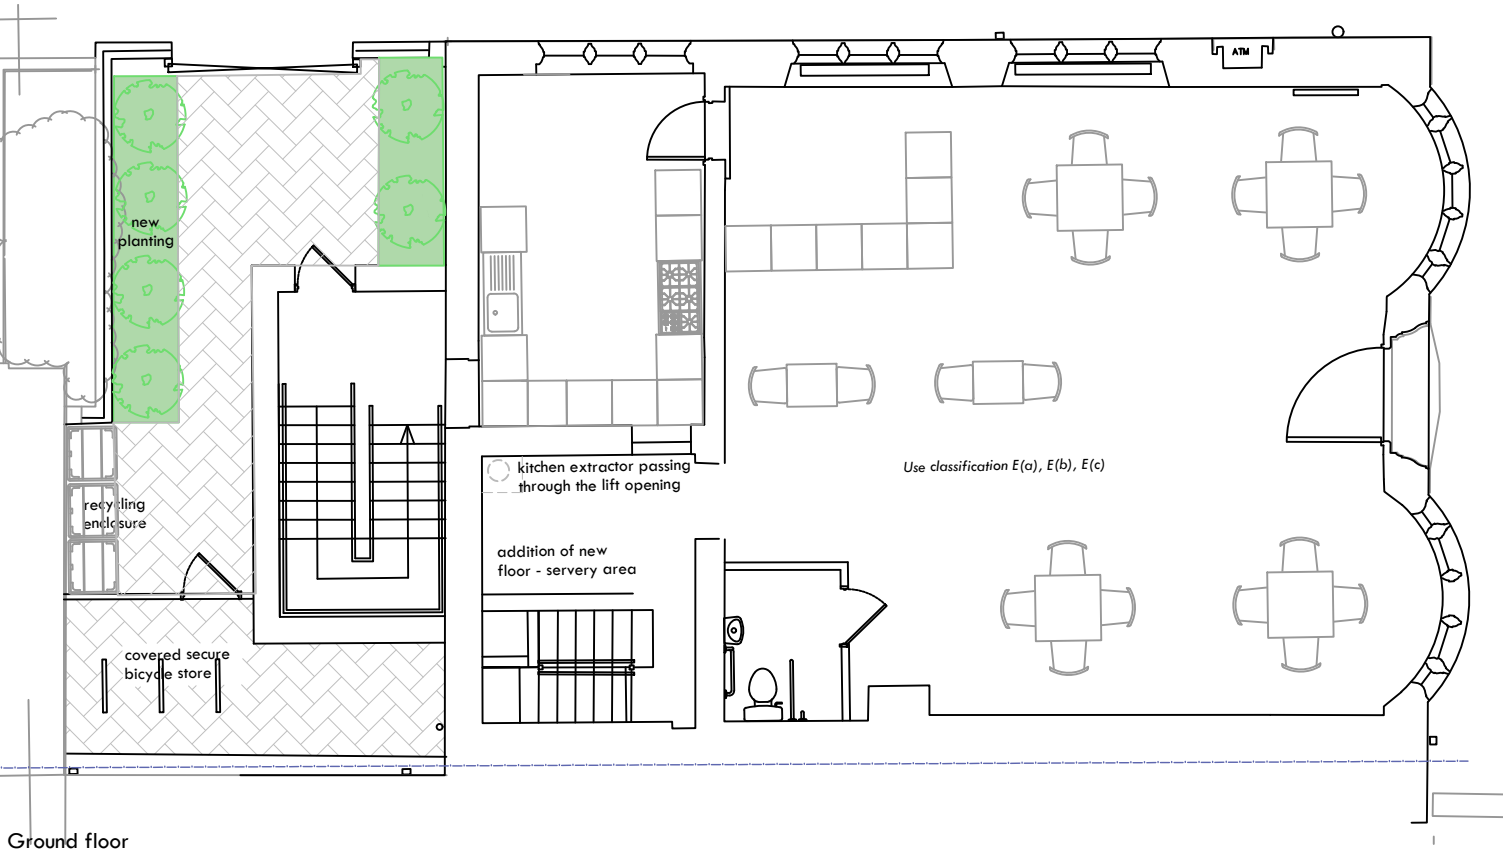 ATM
new
planting
kitchen extractor passing
through the lift opening
Use classification E(a), E(b), E(c)
recycling
enclosure
addition of new
floor - servery area
covered secure
bicycle store
Ground floor